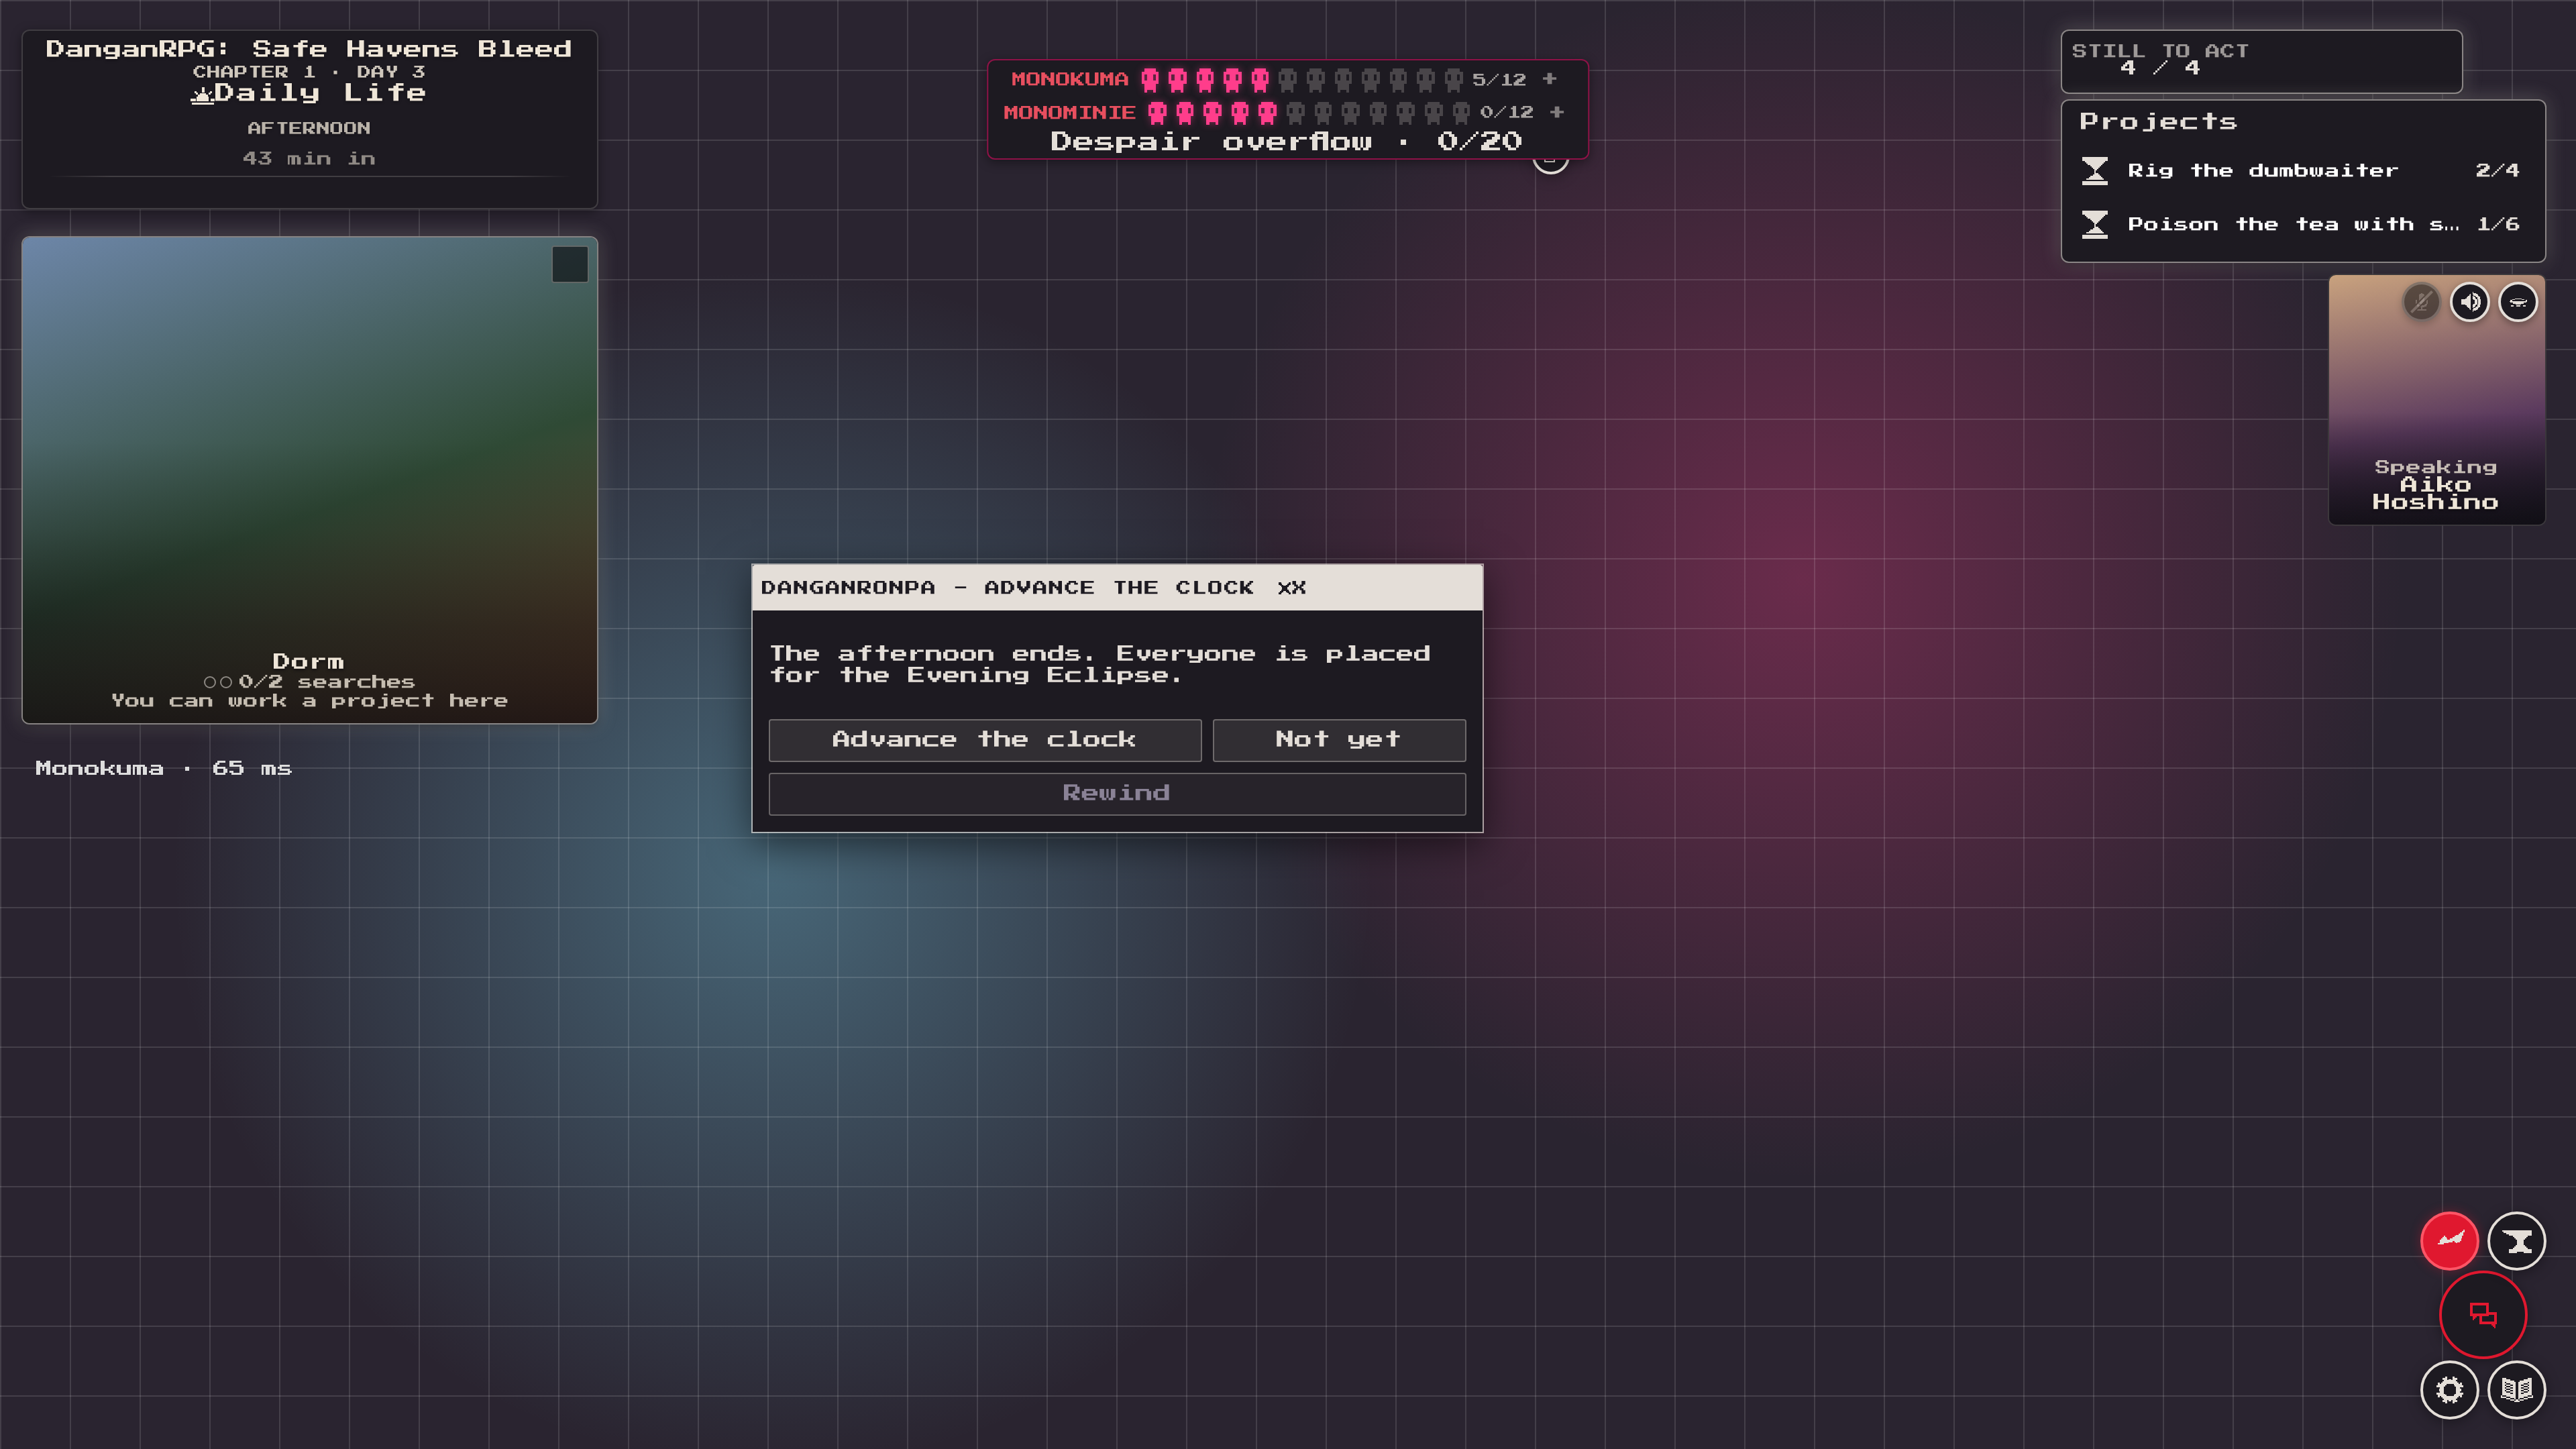 DanganRPG: Safe Havens Bleed
CHAPTER 1 · DAY 3
Daily Life
AFTERNOON
43 min in
MONOKUMA 5/12 +
MONOMINIE 0/12 +
Despair overflow · 0/20
STILL TO ACT
4 / 4
Projects
Rig the dumbwaiter 2/4
Poison the tea with s… 1/6
Speaking
Aiko
Hoshino
Dorm
0/2 searches
You can work a project here
Monokuma · 65 ms
DANGANRONPA - ADVANCE THE CLOCK xX
The afternoon ends. Everyone is placed
for the Evening Eclipse.
Advance the clock
Not yet
Rewind